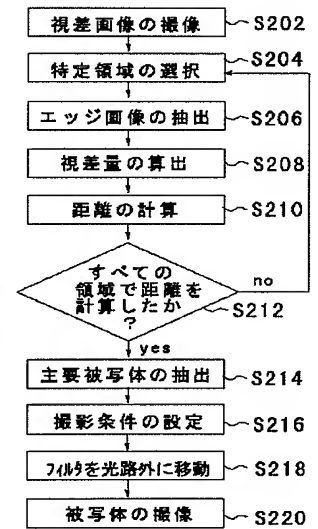 視差画像の撮像
S202
特定領域の選択
S204
エッジ画像の抽出
S206
視差量の算出
S208
距離の計算
S210
すべての
領域で距離を
計算したか
?
no
S212
yes
主要被写体の抽出
S214
撮影条件の設定
S216
フィルタを光路外に移動
S218
被写体の撮像
S220